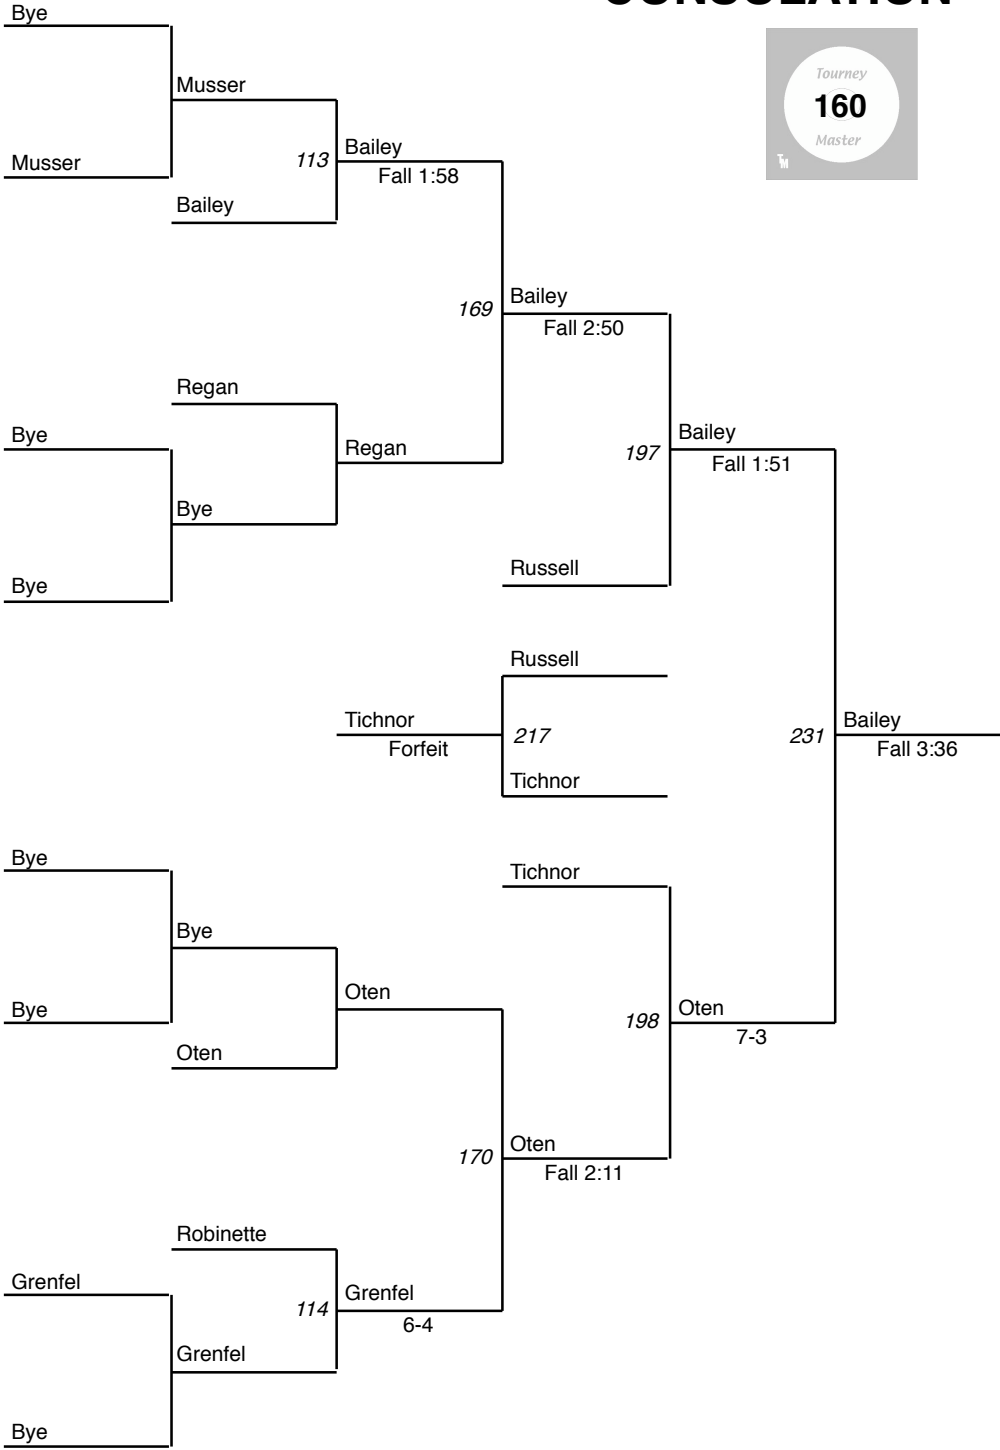 CONSOLATION
Bye
Musser
Musser
113
Bailey
Fall 1:58
Bailey
Tourney
160
Master
TM
169
Bailey
Fall 2:50
Regan
Bye
Regan
Bye
Bye
197
Bailey
Fall 1:51
Russell
Russell
Tichnor
Forfeit
217
Tichnor
231
Bailey
Fall 3:36
Bye
Tichnor
Bye
Oten
Bye
Oten
198
Oten
7-3
170
Oten
Fall 2:11
Robinette
Grenfel
114
Grenfel
6-4
Grenfel
Bye